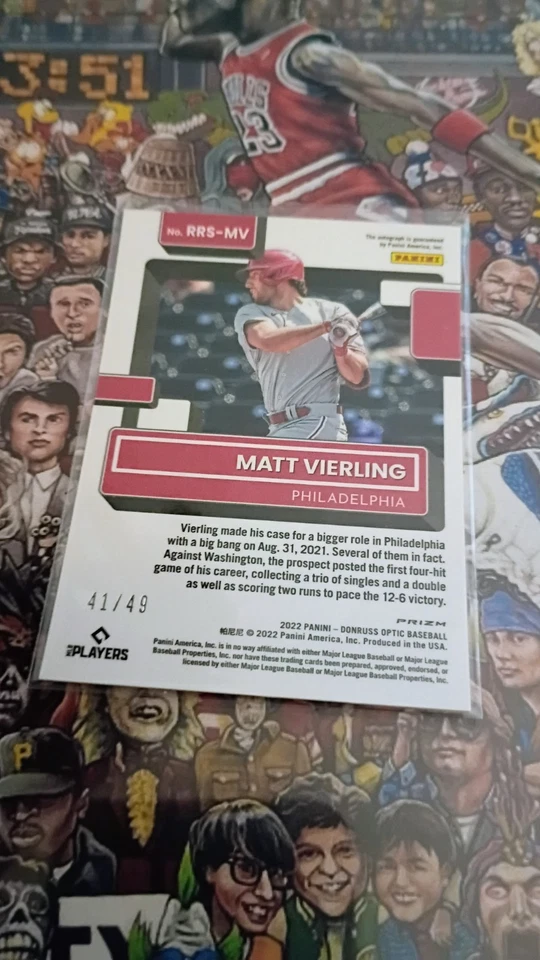 3:51
23
No. RRS-MV
The autograph is guaranteed
by Panini America, Inc.
PANINI
MATT VIERLING
PHILADELPHIA
Vierling made his case for a bigger role in Philadelphia
with a big bang on Aug. 31, 2021. Several of them in fact.
Against Washington, the prospect posted the first four-hit
game of his career, collecting a trio of singles and a double
as well as scoring two runs to pace the 12-6 victory.
41/49
PRIZM
2022 PANINI – DONRUSS OPTIC BASEBALL
帕尼尼 © 2022 Panini America, Inc. Produced in the USA.
Panini America, Inc. is in no way affiliated with either Major League Baseball or Major League
Baseball Properties, Inc. nor have these trading cards been prepared, approved, endorsed, or
licensed by either Major League Baseball or Major League Baseball Properties, Inc.
MLB PLAYERS
P